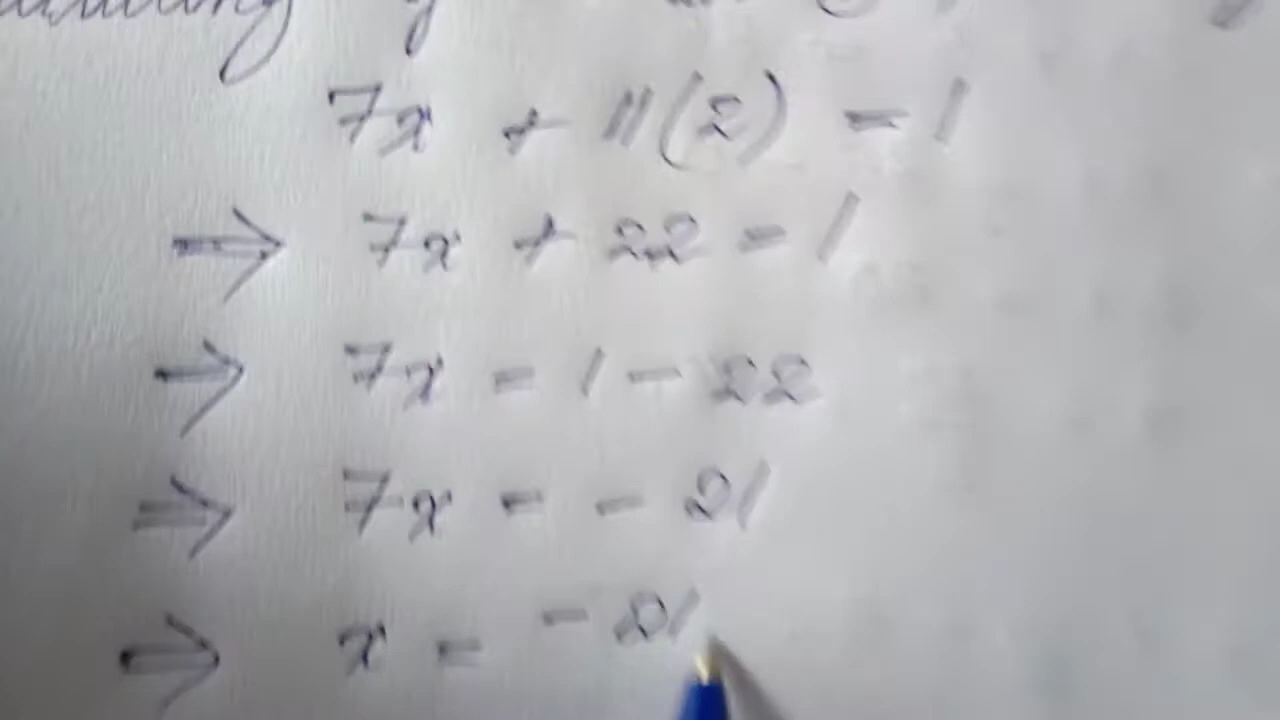 7x + 11(2) = 1
⇒ 7x + 22 = 1
⇒ 7x = 1 - 22
⇒ 7x = - 21
⇒ x = - 21